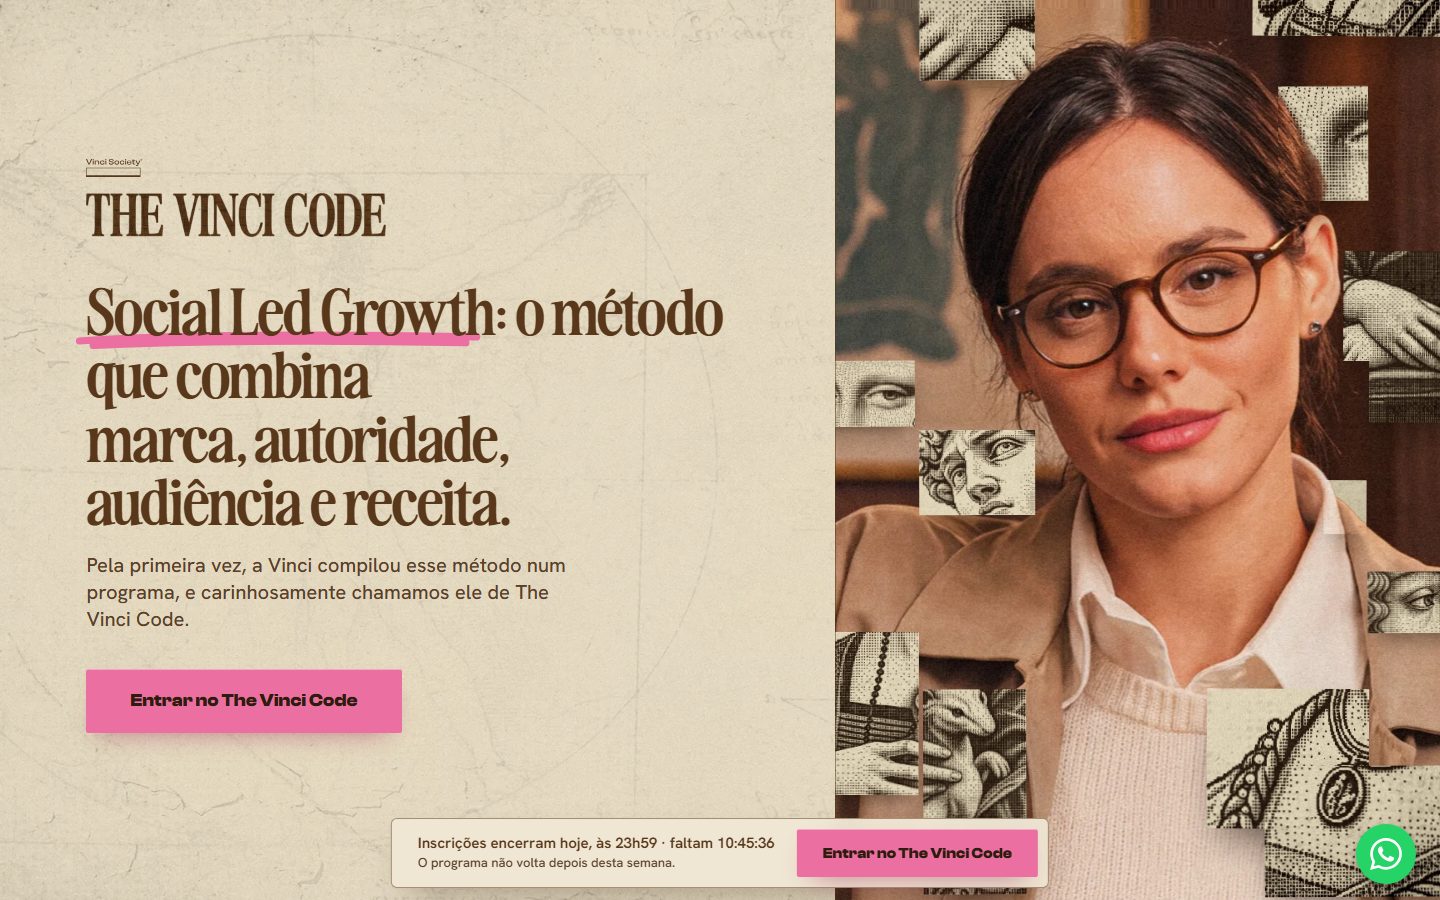 Vinci Society
THE VINCI CODE
Social Led Growth: o método
que combina
marca, autoridade,
audiência e receita.
Pela primeira vez, a Vinci compilou esse método num
programa, e carinhosamente chamamos ele de The
Vinci Code.
Entrar no The Vinci Code
Inscrições encerram hoje, às 23h59 · faltam 10:45:36
O programa não volta depois desta semana.
Entrar no The Vinci Code